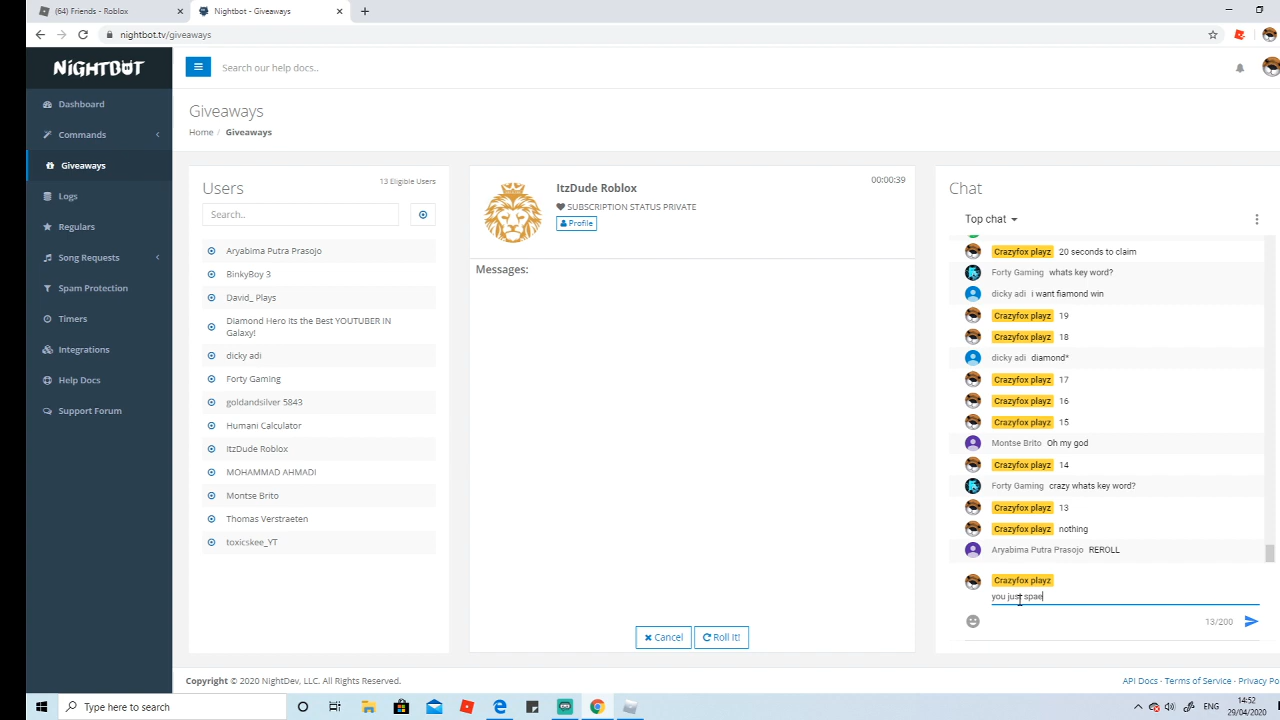 (64) Friends - Roblox
Nightbot - Giveaways
nightbot.tv/giveaways
NiGHTBOT
Search our help docs..
Dashboard
Commands
Giveaways
Logs
Regulars
Song Requests
Spam Protection
Timers
Integrations
Help Docs
Support Forum
Giveaways
Home / Giveaways
Users
13 Eligible Users
Search..
Aryabima Putra Prasojo
BinkyBoy 3
David_ Plays
Diamond Hero Its the Best YOUTUBER IN
Galaxy!
dicky adi
Forty Gaming
goldandsilver 5843
Humani Calculator
ItzDude Roblox
MOHAMMAD AHMADI
Montse Brito
Thomas Verstraeten
toxicskee_YT
ItzDude Roblox
00:00:39
SUBSCRIPTION STATUS PRIVATE
Profile
Messages:
Cancel
Roll It!
Chat
Top chat
Crazyfox playz 20 seconds to claim
Forty Gaming whats key word?
dicky adi i want fiamond win
Crazyfox playz 19
Crazyfox playz 18
dicky adi diamond*
Crazyfox playz 17
Crazyfox playz 16
Crazyfox playz 15
Montse Brito Oh my god
Crazyfox playz 14
Forty Gaming crazy whats key word?
Crazyfox playz 13
Crazyfox playz nothing
Aryabima Putra Prasojo REROLL
Crazyfox playz
you just spae
13/200
Copyright © 2020 NightDev, LLC. All Rights Reserved.
API Docs - Terms of Service - Privacy Po
Type here to search
ENG
14:52
29/04/2020